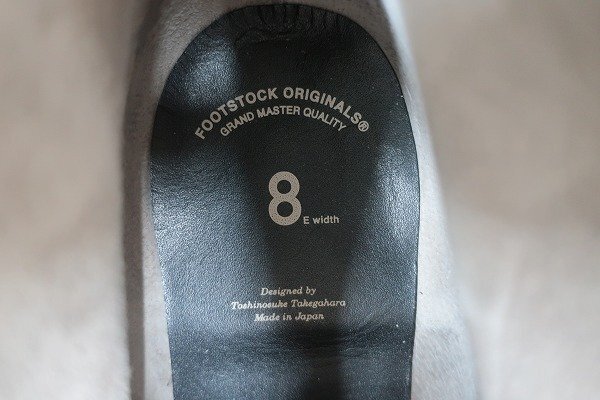 FOOTSTOCK ORIGINALS®
GRAND MASTER QUALITY
8 E width
Designed by
Toshinosuke Takegahara
Made in Japan